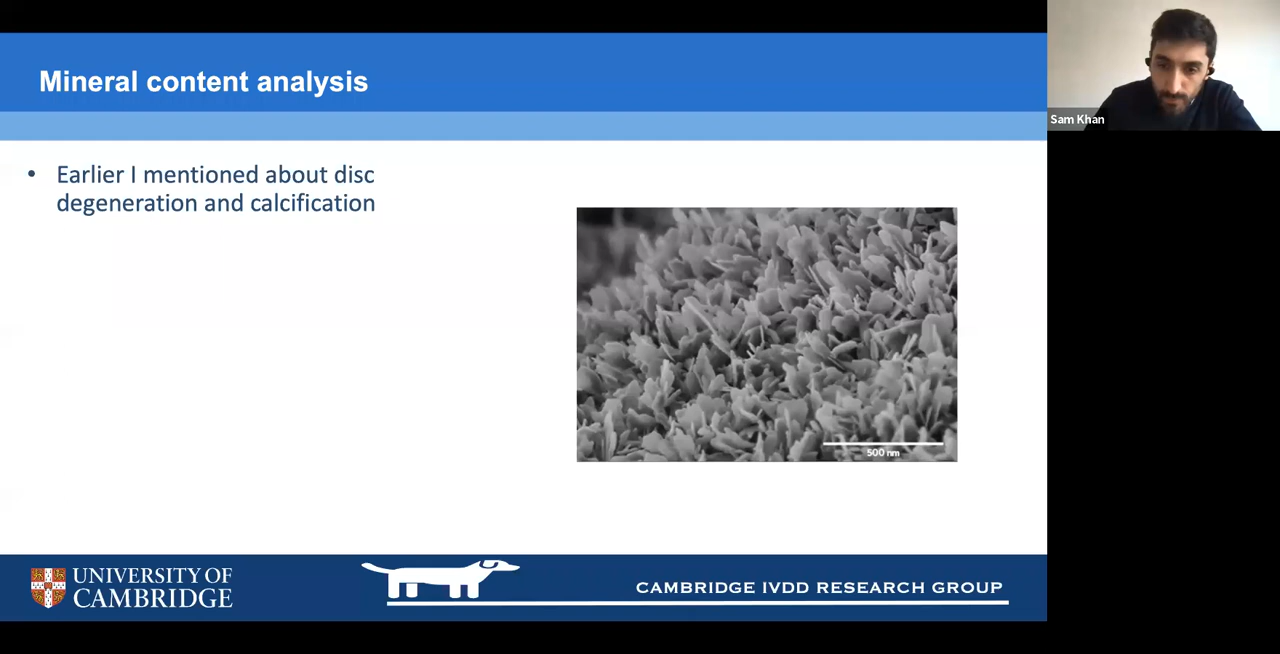 Mineral content analysis
Sam Khan
• Earlier I mentioned about disc
degeneration and calcification
500 nm
UNIVERSITY OF
CAMBRIDGE
CAMBRIDGE IVDD RESEARCH GROUP